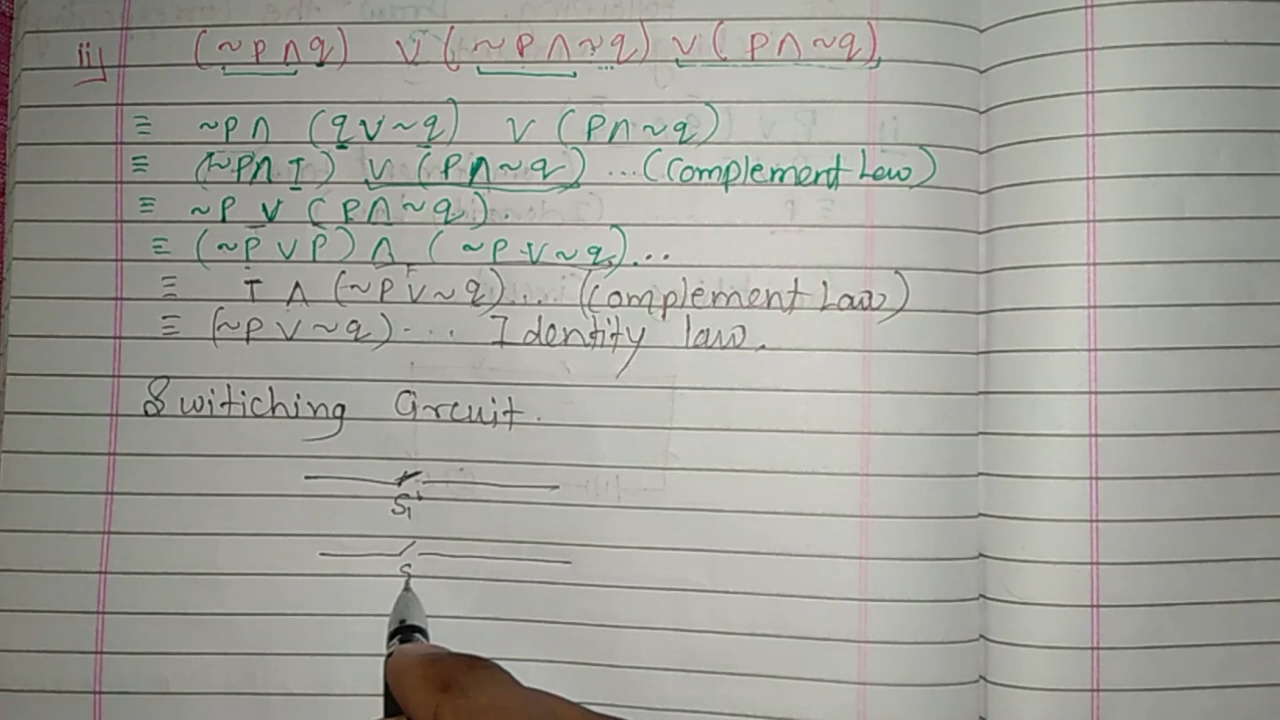 ii) (~p∧q) ∨ (~p∧~q) ∨ (p∧~q)
≡ ~p∧ (q∨~q) ∨ (p∧~q)
≡ (~p∧ T) ∨ (p∧~q) ...(Complement Law)
≡ ~p ∨ (p∧~q).
≡ (~p∨p) ∧ (~p∨~q)...
≡ T ∧ (~p∨~q)... (Complement Law)
≡ (~p∨~q)... Identity law.
Switiching Circuit.
S₁'
S